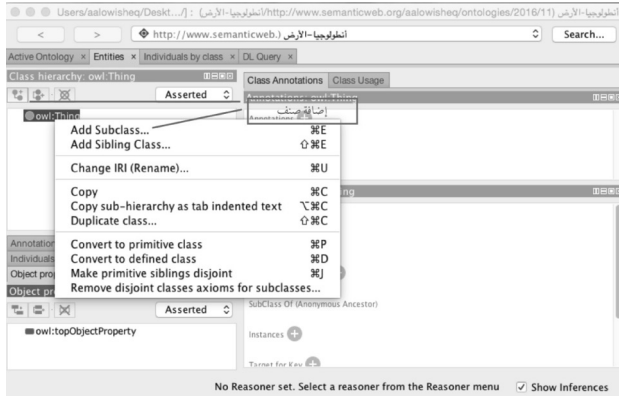 Users/aalowisheq/Deskt.../] : (أنطولوجيا-الأرض/http://www.semanticweb.org/aalowisheq/ontologies/2016/11) أنطولوجيا-الأرض
< > http://www.semanticweb.) أنطولوجيا-الأرض Search...
Active Ontology × Entities × Individuals by class × DL Query ×
Class hierarchy: owl:Thing
Class Annotations Class Usage
Asserted
Annotations: owl:Thing
إضافة صنف
Annotations
owl:Thing
Add Subclass... ⌘E
Add Sibling Class... ⇧⌘E
Change IRI (Rename)... ⌘U
Copy ⌘C
Copy sub-hierarchy as tab indented text ⌥⌘C
Duplicate class... ⇧⌘C
Convert to primitive class ⌘P
Convert to defined class ⌘D
Make primitive siblings disjoint ⌘J
Remove disjoint classes axioms for subclasses...
ing
Annotation
Individuals
Object prop
Object pr
Asserted
owl:topObjectProperty
SubClass Of (Anonymous Ancestor)
Instances
Target for Key
No Reasoner set. Select a reasoner from the Reasoner menu Show Inferences